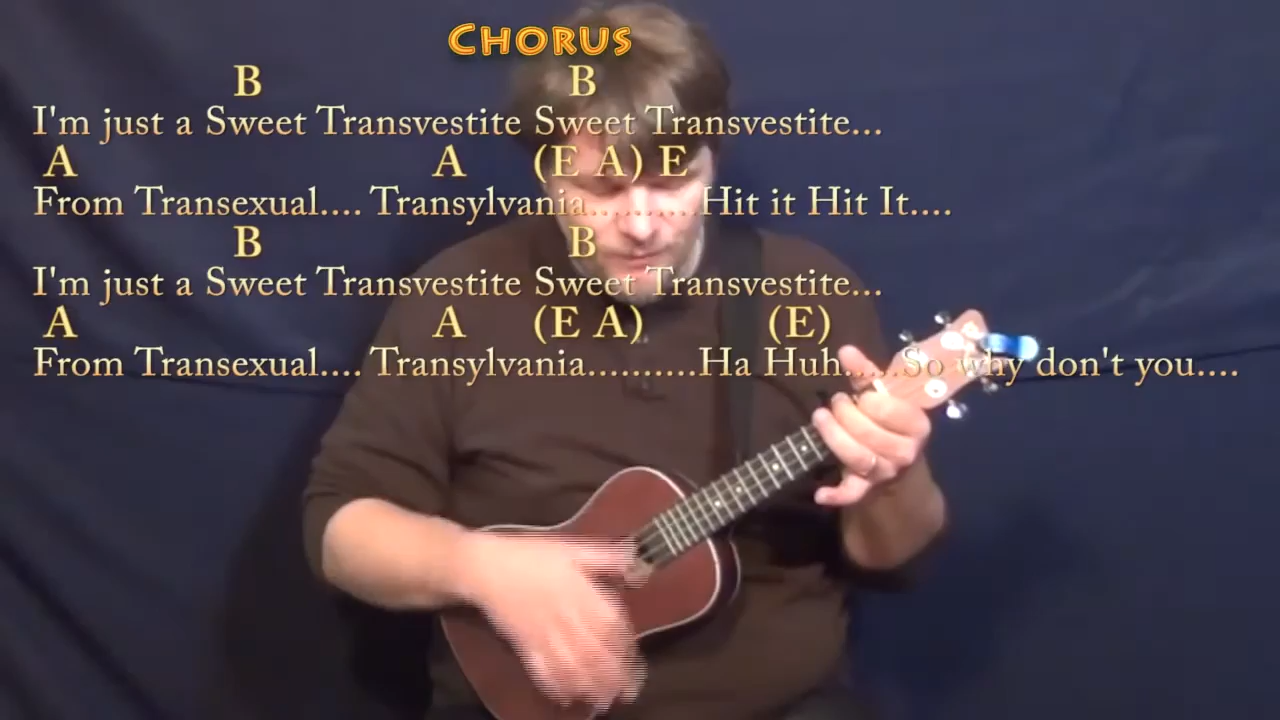 Chorus
B B
I'm just a Sweet Transvestite Sweet Transvestite...
A A (E A) E
From Transexual.... Transylvania..........Hit it Hit It....
B B
I'm just a Sweet Transvestite Sweet Transvestite...
A A (E A) (E)
From Transexual.... Transylvania..........Ha Huh.....So why don't you....